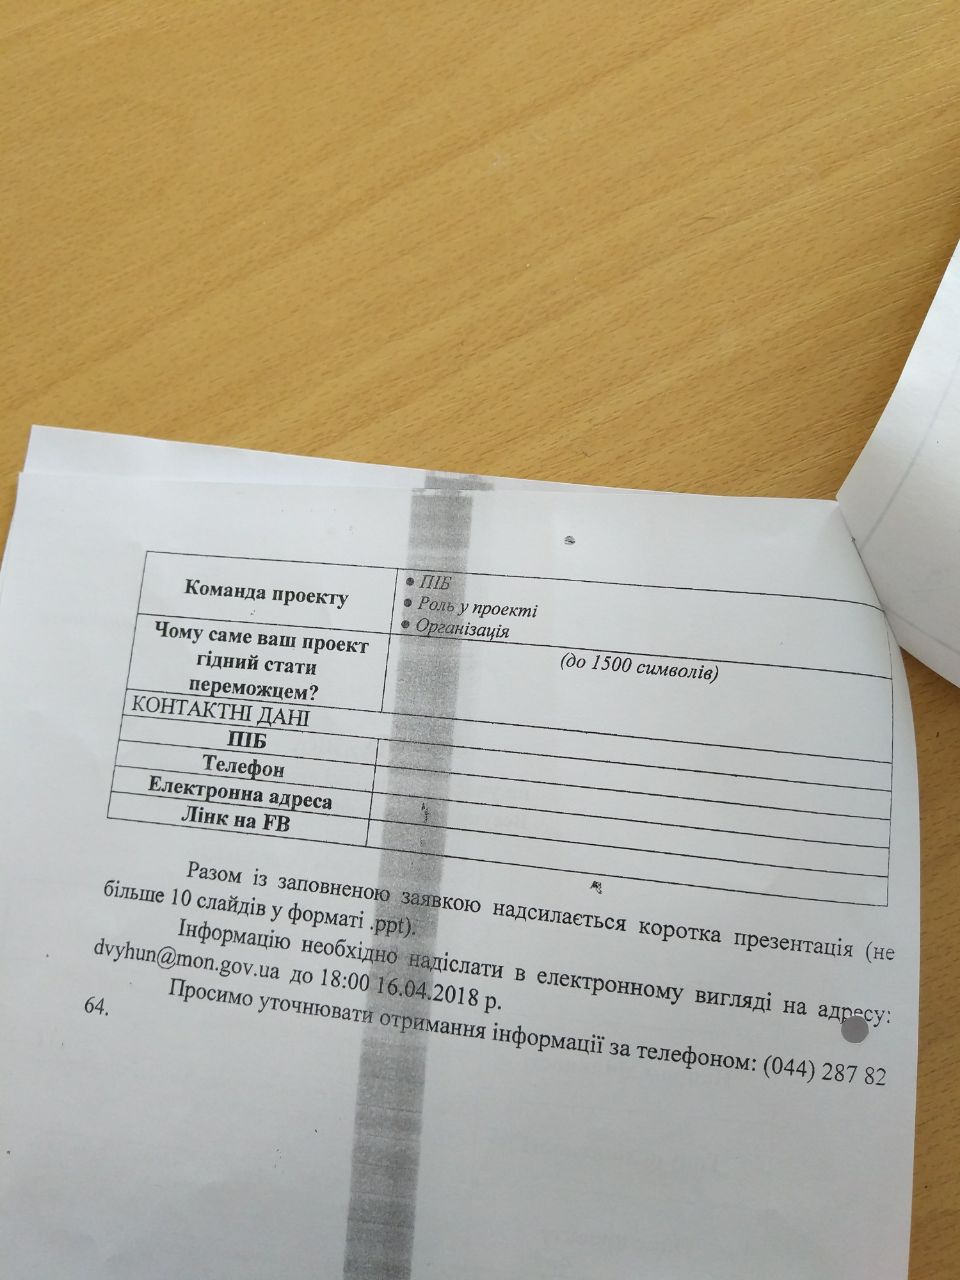 Команда проекту
• ПІБ
• Роль у проекті
• Організація
Чому саме ваш проект
гідний стати
переможцем?
(до 1500 символів)
КОНТАКТНІ ДАНІ
ПІБ
Телефон
Електронна адреса
Лінк на FB
Разом із заповненою заявкою надсилається коротка презентація (не
більше 10 слайдів у форматі .ppt).
Інформацію необхідно надіслати в електронному вигляді на адресу:
dvyhun@mon.gov.ua до 18:00 16.04.2018 р.
Просимо уточнювати отримання інформації за телефоном: (044) 287 82
64.